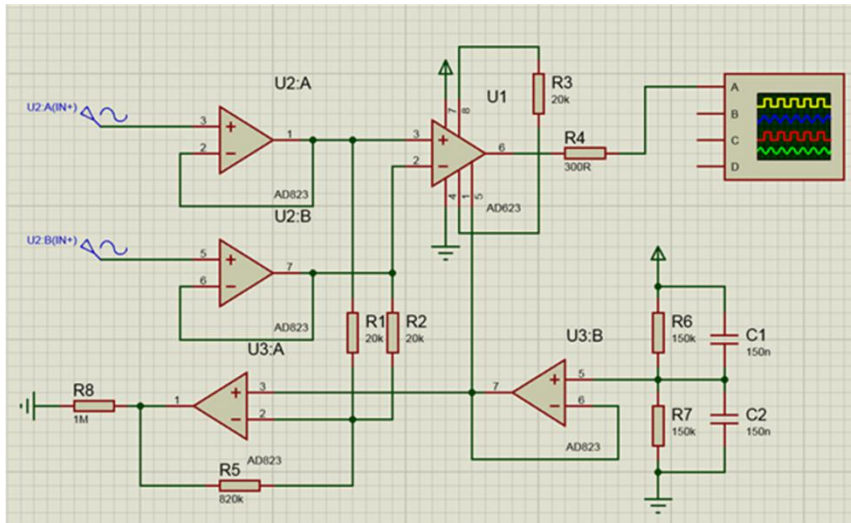 U2:A
U2:A(IN+)
3
2
1
AD823
U2:B
U2:B(IN+)
5
6
7
AD823
U1
3
2
7
8
6
4
1
5
AD623
R3
20k
R4
300R
A
B
C
D
R1
20k
R2
20k
U3:A
3
2
1
AD823
R8
1M
R5
820k
U3:B
5
6
7
AD823
R6
150k
C1
150n
R7
150k
C2
150n